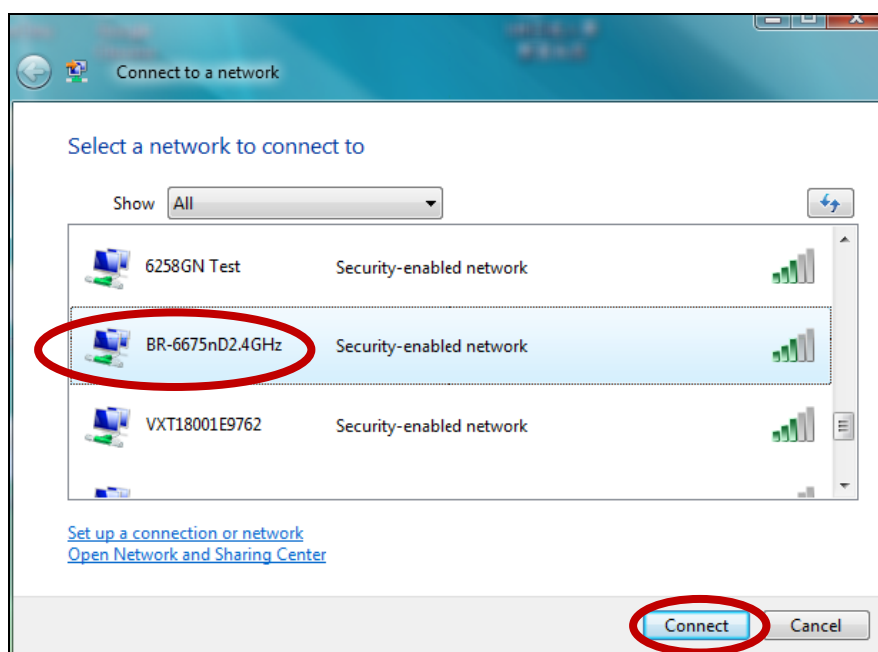 Connect to a network
Select a network to connect to
Show All
6258GN Test Security-enabled network
BR-6675nD2.4GHz Security-enabled network
VXT18001E9762 Security-enabled network
Set up a connection or network
Open Network and Sharing Center
Connect Cancel